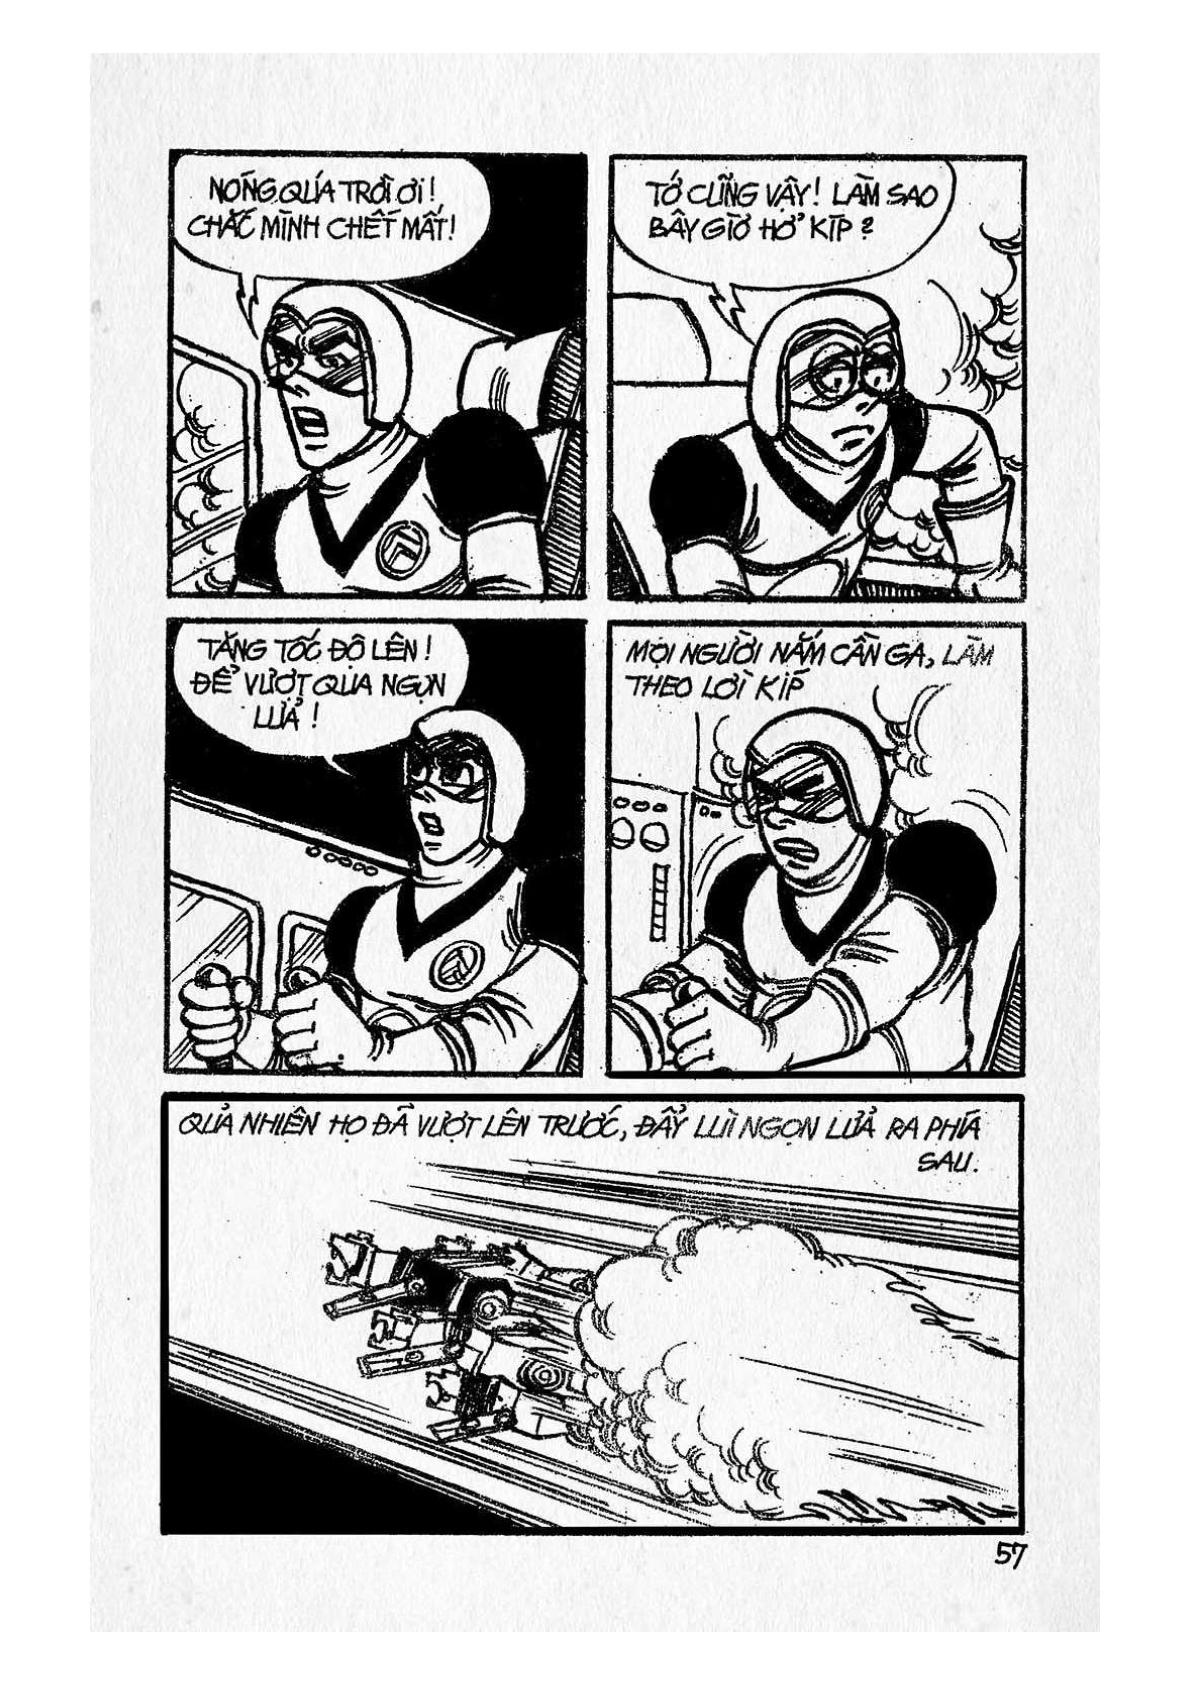 NÓNG QUÁ TRỜI ƠI!
CHẮC MÌNH CHẾT MẤT!
TỚ CŨNG VẬY! LÀM SAO
BÂY GIỜ HỞ KÍP?
TĂNG TỐC ĐỘ LÊN!
ĐỂ VƯỢT QUA NGỌN
LỬA!
MỌI NGƯỜI NẮM CẦN GA, LÀM
THEO LỜI KÍP
QUẢ NHIÊN HỌ ĐÃ VƯỢT LÊN TRƯỚC, ĐẨY LÙI NGỌN LỬA RA PHÍA
SAU.
57